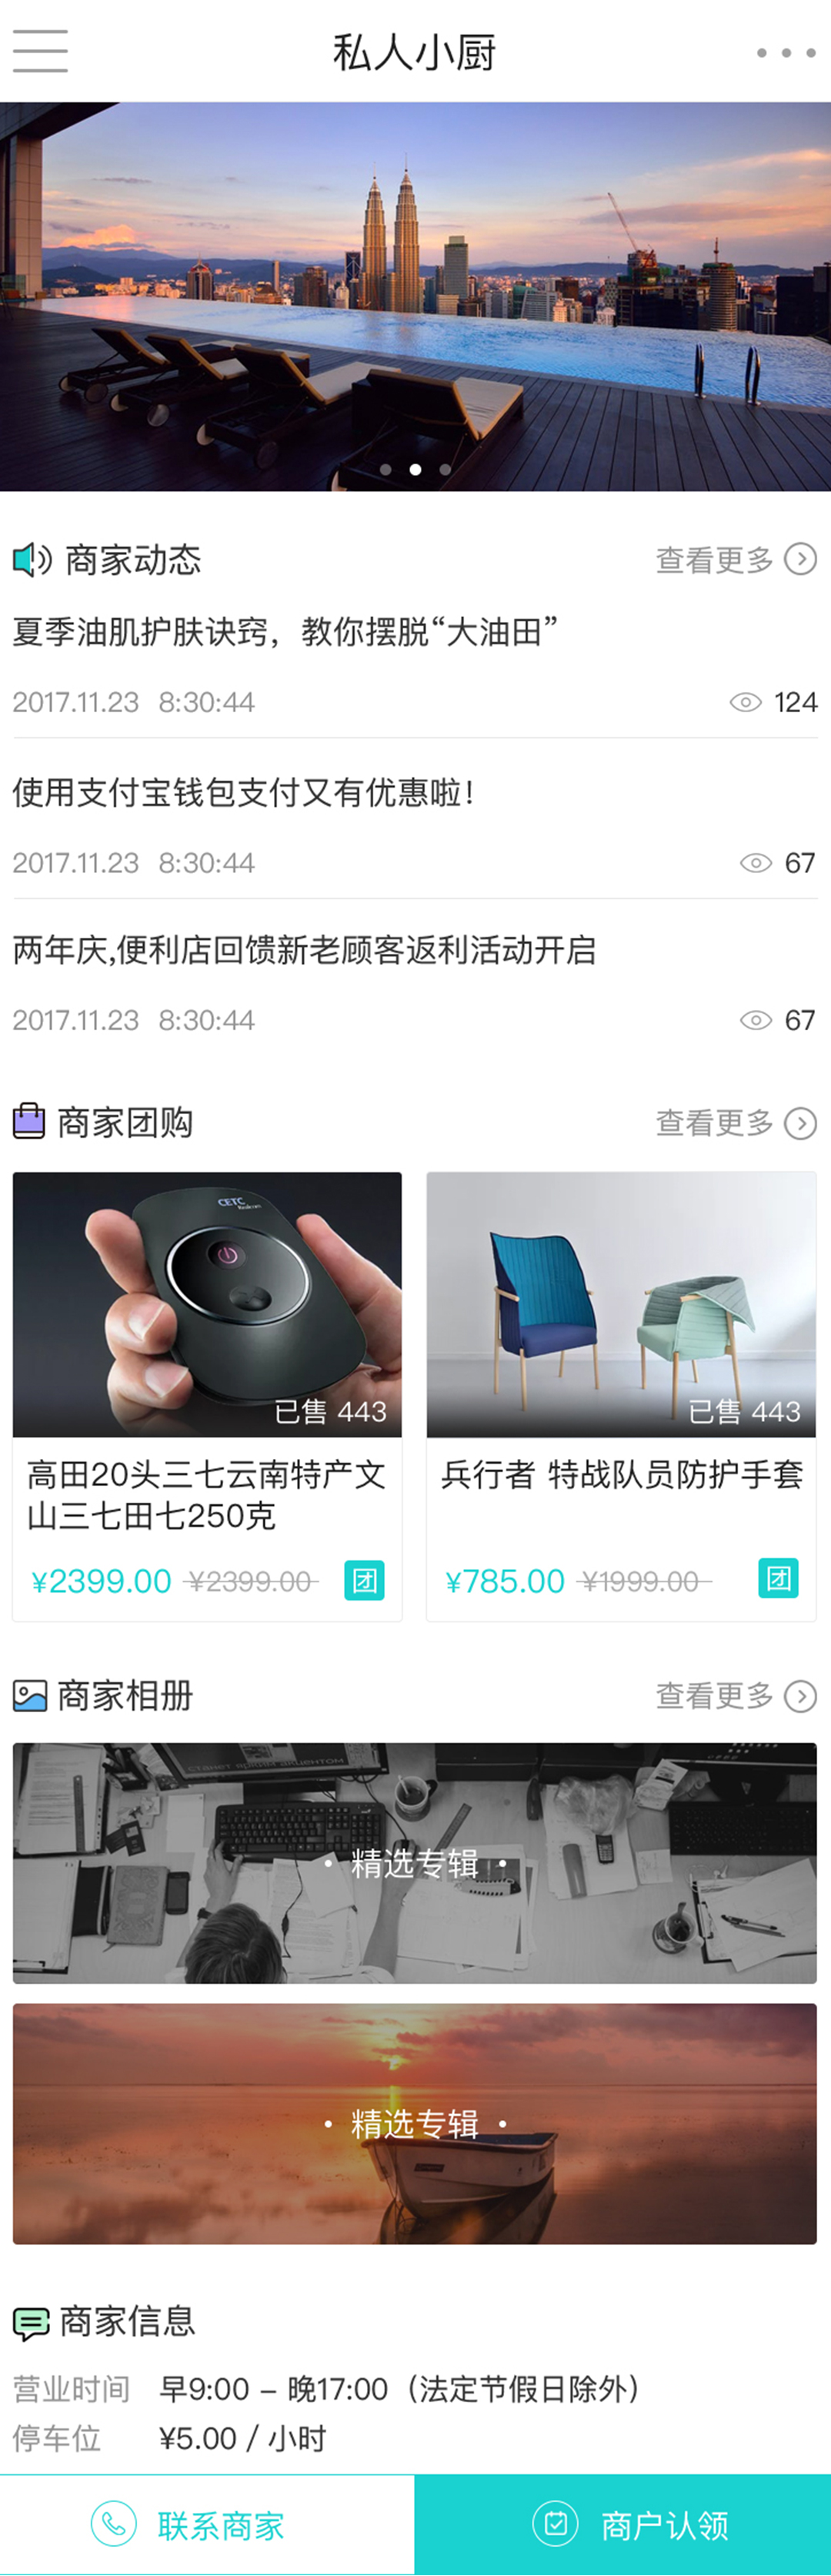 私人小厨
商家动态
查看更多
夏季油肌护肤诀窍，教你摆脱“大油田”
2017.11.23 8:30:44
124
使用支付宝钱包支付又有优惠啦！
2017.11.23 8:30:44
67
两年庆,便利店回馈新老顾客返利活动开启
2017.11.23 8:30:44
67
商家团购
查看更多
CETC
已售 443
高田20头三七云南特产文
山三七田七250克
¥2399.00 ¥2399.00 团
已售 443
兵行者 特战队员防护手套
¥785.00 ¥1999.00 团
商家相册
查看更多
станет ярким акцентом
• 精选专辑 •
• 精选专辑 •
商家信息
营业时间 早9:00 – 晚17:00（法定节假日除外）
停车位 ¥5.00 / 小时
联系商家
商户认领